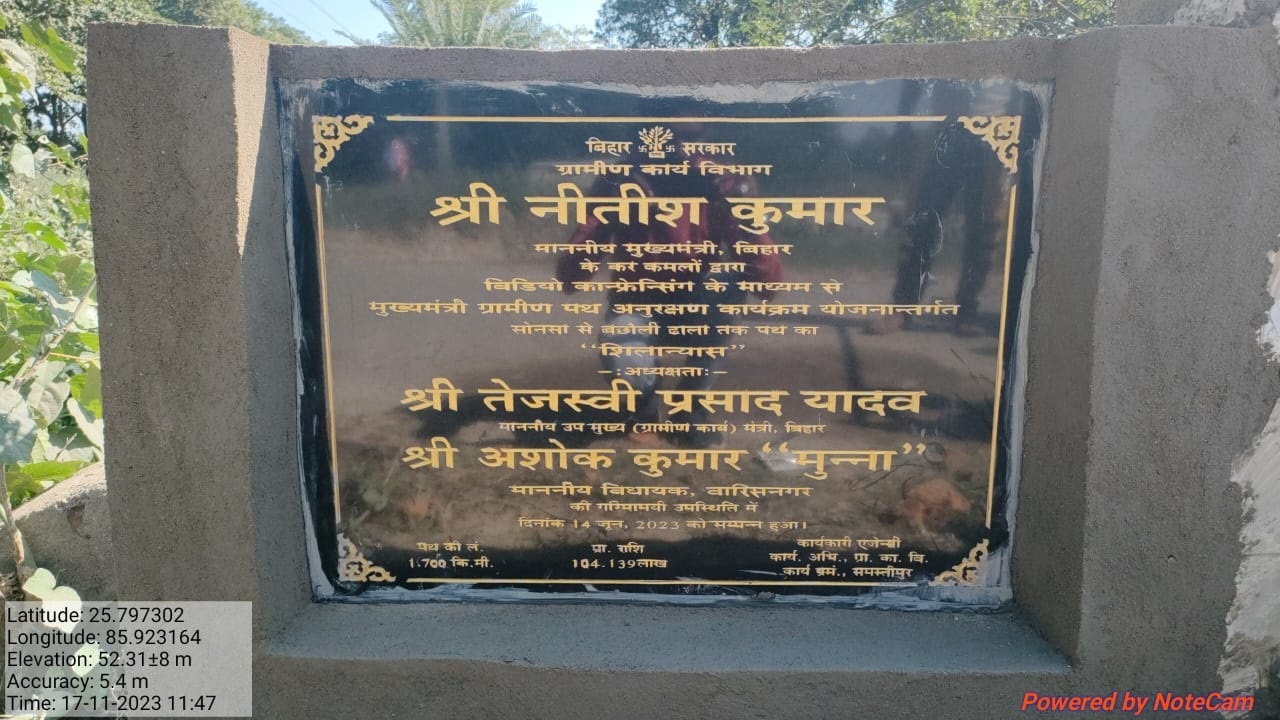 बिहार सरकार
ग्रामीण कार्य विभाग
श्री नीतीश कुमार
माननीय मुख्यमंत्री, बिहार
के कर कमलों द्वारा
विडियो कान्फ्रेन्सिंग के माध्यम से
मुख्यमंत्री ग्रामीण पथ अनुरक्षण कार्यक्रम योजनान्तर्गत
सोनसा से बछौली ढाला तक पथ का
“शिलान्यास”
-:अध्यक्षता:-
श्री तेजस्वी प्रसाद यादव
माननीय उप मुख्य (ग्रामीण कार्य) मंत्री, बिहार
श्री अशोक कुमार “मुन्ना”
माननीय विधायक, वारिसनगर
की गरिमामयी उपस्थिति में
दिनांक 14 जून, 2023 को सम्पन्न हुआ।
पथ की लं. प्रा. राशि कार्यकारी एजेन्सी
1.700 कि.मी. 104.139लाख कार्य. अभि., ग्रा. का. वि.
कार्य प्रमं., समस्तीपुर
Latitude: 25.797302
Longitude: 85.923164
Elevation: 52.31±8 m
Accuracy: 5.4 m
Time: 17-11-2023 11:47
Powered by NoteCam